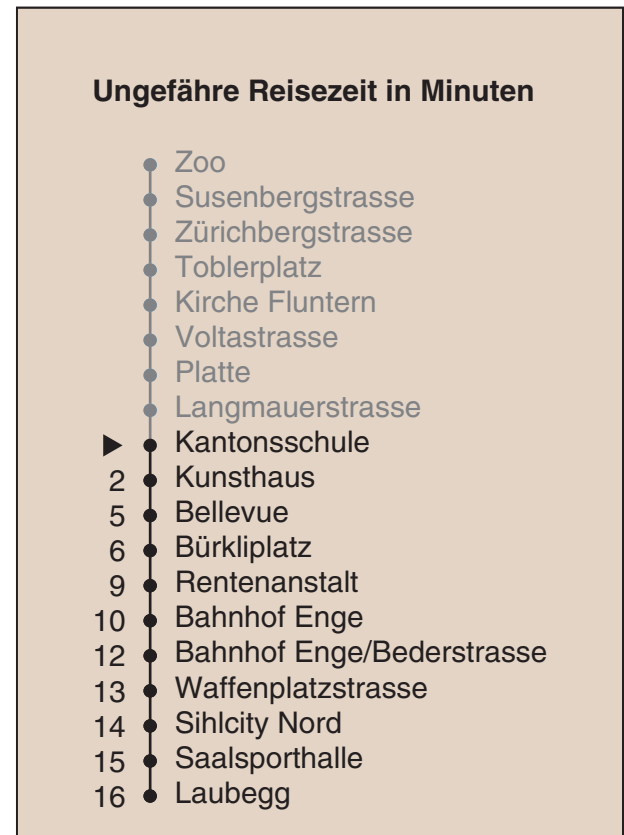 Ungefähre Reisezeit in Minuten
Zoo
Susenbergstrasse
Zürichbergstrasse
Toblerplatz
Kirche Fluntern
Voltastrasse
Platte
Langmauerstrasse
Kantonsschule
2 Kunsthaus
5 Bellevue
6 Bürkliplatz
9 Rentenanstalt
10 Bahnhof Enge
12 Bahnhof Enge/Bederstrasse
13 Waffenplatzstrasse
14 Sihlcity Nord
15 Saalsporthalle
16 Laubegg